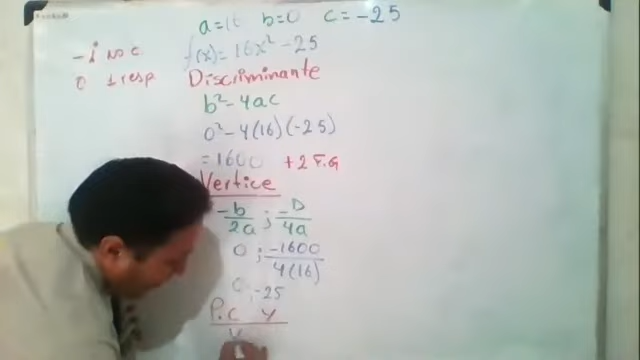 a=16 b=0 c=-25
f(x)=16x²-25
-1 no c
0 1 resp
Discriminante
b²-4ac
0²-4(16)(-25)
=1600 +2 F.G
Vertice
-b/2a ; -D/4a
0 ; -1600/4(16)
0 ; -25
P.C Y